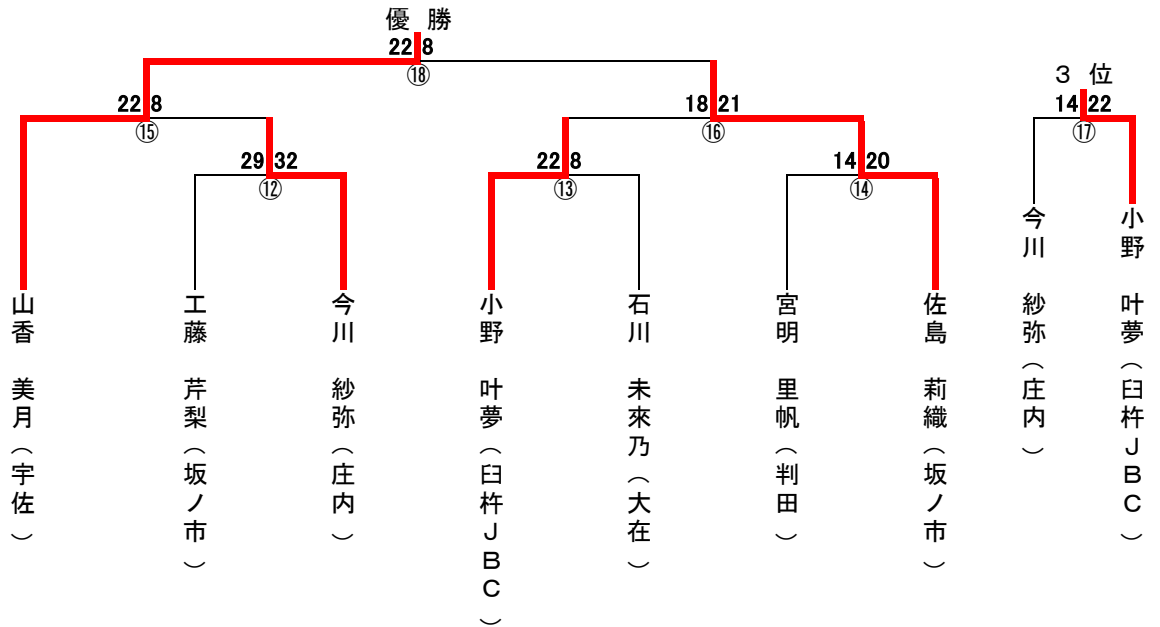 優 勝
22 8
⑱
3 位
22 8
⑮
18 21
⑯
14 22
⑰
29 32
⑫
22 8
⑬
14 20
⑭
山香 美月(宇佐)
工藤 芹梨(坂ノ市)
今川 紗弥(庄内)
小野 叶夢(臼杵JBC)
石川 未來乃(大在)
宮明 里帆(判田)
佐島 莉織(坂ノ市)
今川 紗弥(庄内)
小野 叶夢(臼杵JBC)